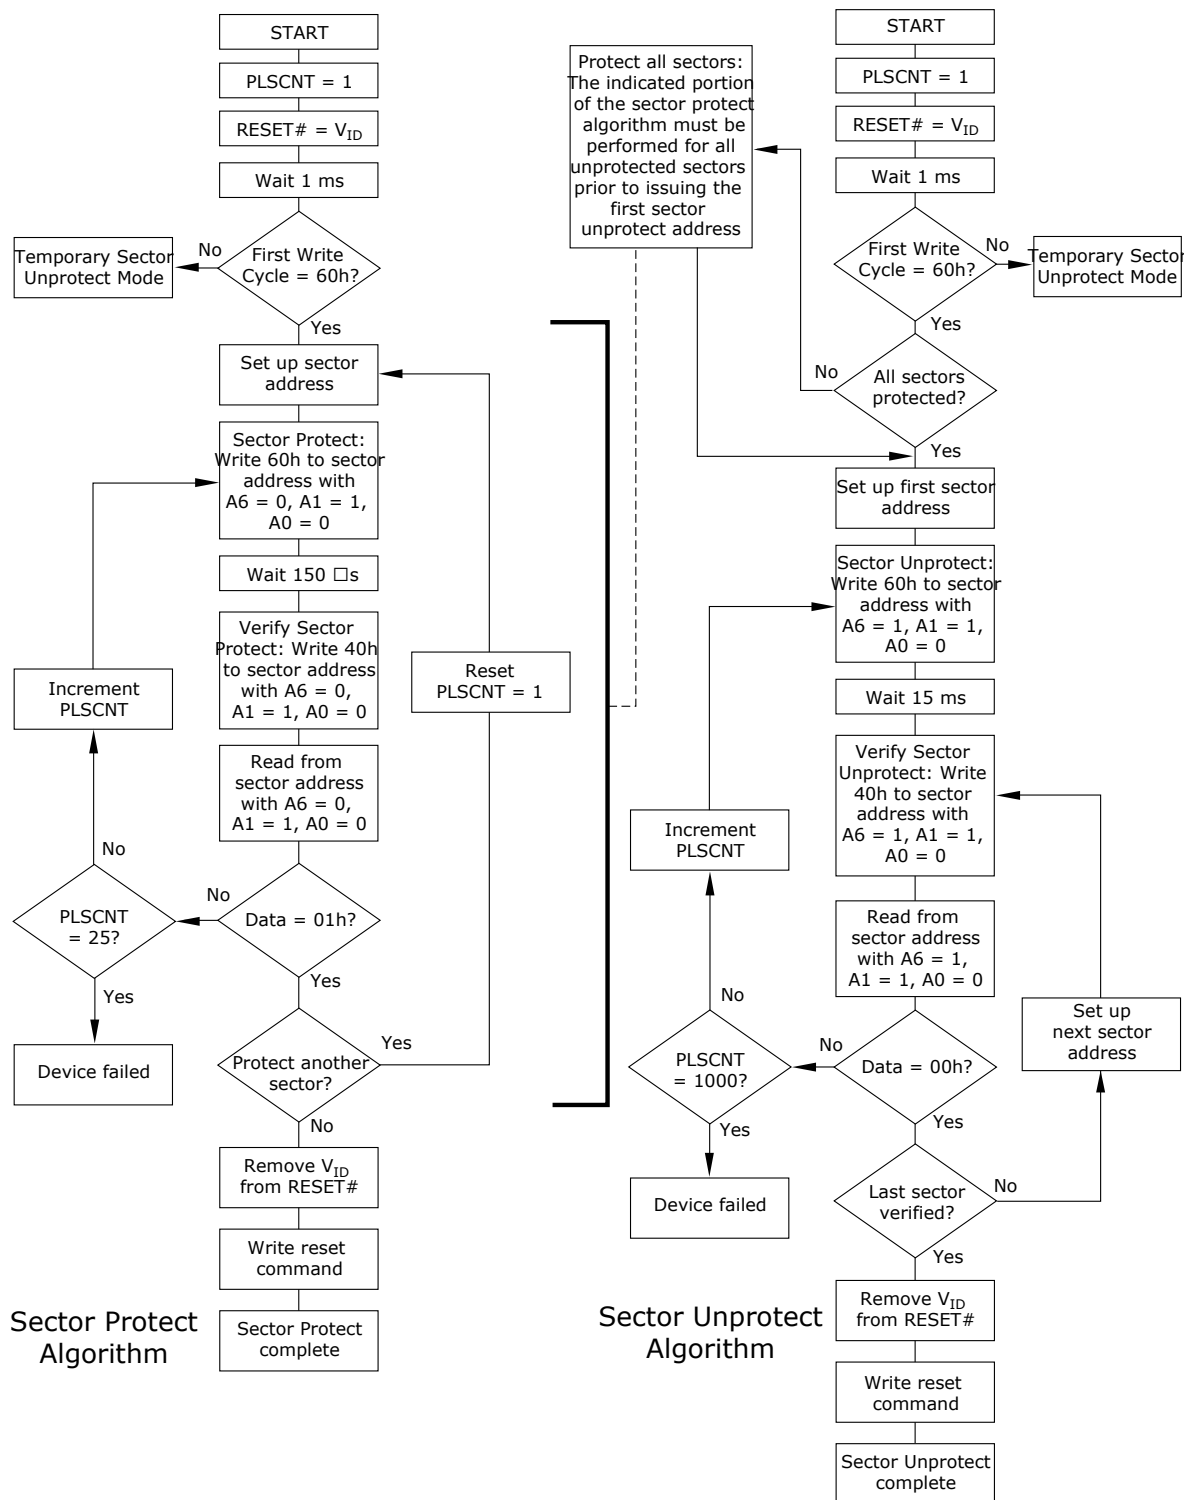 START
PLSCNT = 1
RESET# = VID
Wait 1 ms
First Write
Cycle = 60h?
No
Temporary Sector
Unprotect Mode
Yes
Set up sector
address
Sector Protect:
Write 60h to sector
address with
A6 = 0, A1 = 1,
A0 = 0
Wait 150 □s
Verify Sector
Protect: Write 40h
to sector address
with A6 = 0,
A1 = 1, A0 = 0
Reset
PLSCNT = 1
Increment
PLSCNT
Read from
sector address
with A6 = 0,
A1 = 1, A0 = 0
No
PLSCNT
= 25?
No
Data = 01h?
Yes
Yes
Device failed
Protect another
sector?
Yes
No
Remove VID
from RESET#
Write reset
command
Sector Protect
complete
Sector Protect
Algorithm
Protect all sectors:
The indicated portion
of the sector protect
algorithm must be
performed for all
unprotected sectors
prior to issuing the
first sector
unprotect address
START
PLSCNT = 1
RESET# = VID
Wait 1 ms
First Write
Cycle = 60h?
No
Temporary Sector
Unprotect Mode
Yes
No
All sectors
protected?
Yes
Set up first sector
address
Sector Unprotect:
Write 60h to sector
address with
A6 = 1, A1 = 1,
A0 = 0
Wait 15 ms
Verify Sector
Unprotect: Write
40h to sector
address with
A6 = 1, A1 = 1,
A0 = 0
Increment
PLSCNT
Read from
sector address
with A6 = 1,
A1 = 1, A0 = 0
No
Set up
next sector
address
PLSCNT
= 1000?
No
Data = 00h?
Yes
Yes
Device failed
Last sector
verified?
No
Yes
Remove VID
from RESET#
Write reset
command
Sector Unprotect
complete
Sector Unprotect
Algorithm